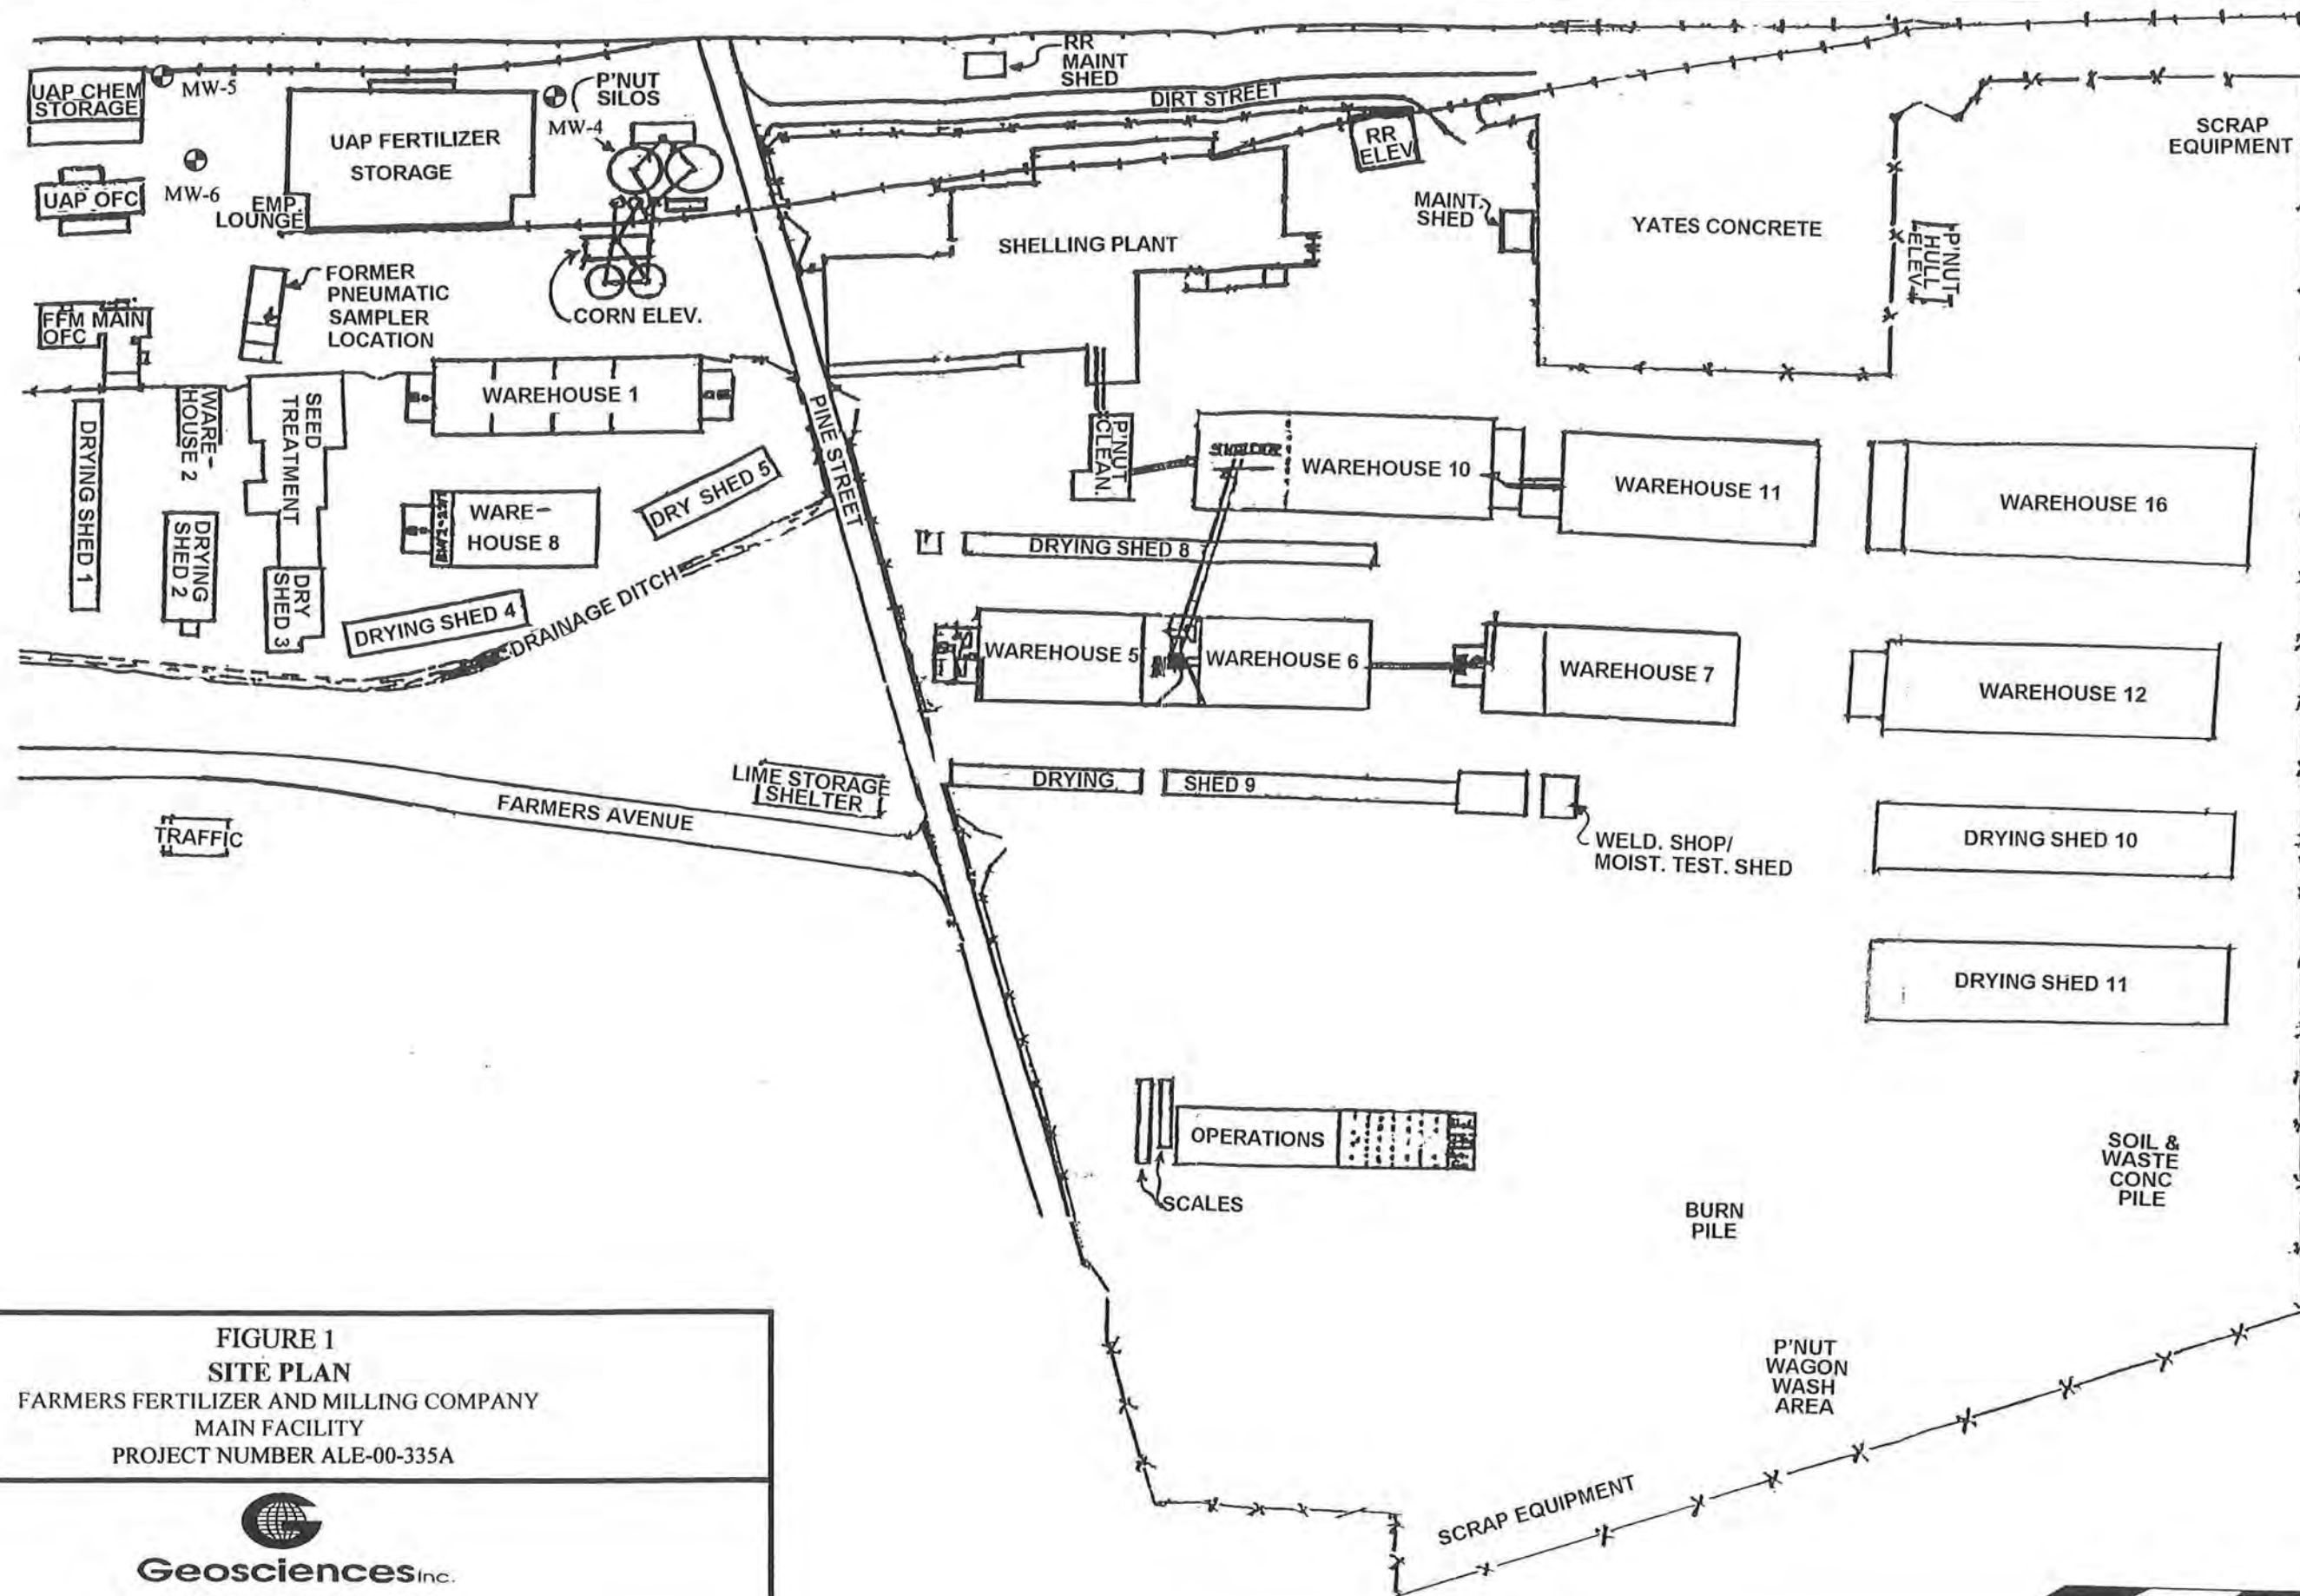 RR
MAINT
SHED
UAP CHEM
STORAGE
MW-5
P'NUT
SILOS
MW-4
DIRT STREET
SCRAP
EQUIPMENT
UAP FERTILIZER
STORAGE
RR
ELEV
MW-6
UAP OFC
EMP.
LOUNGE
MAINT.
SHED
YATES CONCRETE
P'NUT
HULL
ELEV.
SHELLING PLANT
FORMER
PNEUMATIC
SAMPLER
LOCATION
CORN ELEV.
FFM MAIN
OFC
WAREHOUSE 1
PINE STREET
DRYING SHED 1
WARE-
HOUSE 2
SEED
TREATMENT
P'NUT
CLEAN.
WAREHOUSE 10
WAREHOUSE 11
WAREHOUSE 16
DRY SHED 5
WARE-
HOUSE 8
DRYING
SHED 2
DRY
SHED 3
DRYING SHED 8
DRYING SHED 4
DRAINAGE DITCH
WAREHOUSE 5
WAREHOUSE 6
WAREHOUSE 7
WAREHOUSE 12
LIME STORAGE
SHELTER
DRYING
SHED 9
FARMERS AVENUE
TRAFFIC
WELD. SHOP/
MOIST. TEST. SHED
DRYING SHED 10
DRYING SHED 11
OPERATIONS
SCALES
SOIL &
WASTE
CONC
PILE
BURN
PILE
P'NUT
WAGON
WASH
AREA
SCRAP EQUIPMENT
FIGURE 1
SITE PLAN
FARMERS FERTILIZER AND MILLING COMPANY
MAIN FACILITY
PROJECT NUMBER ALE-00-335A
Geosciences Inc.